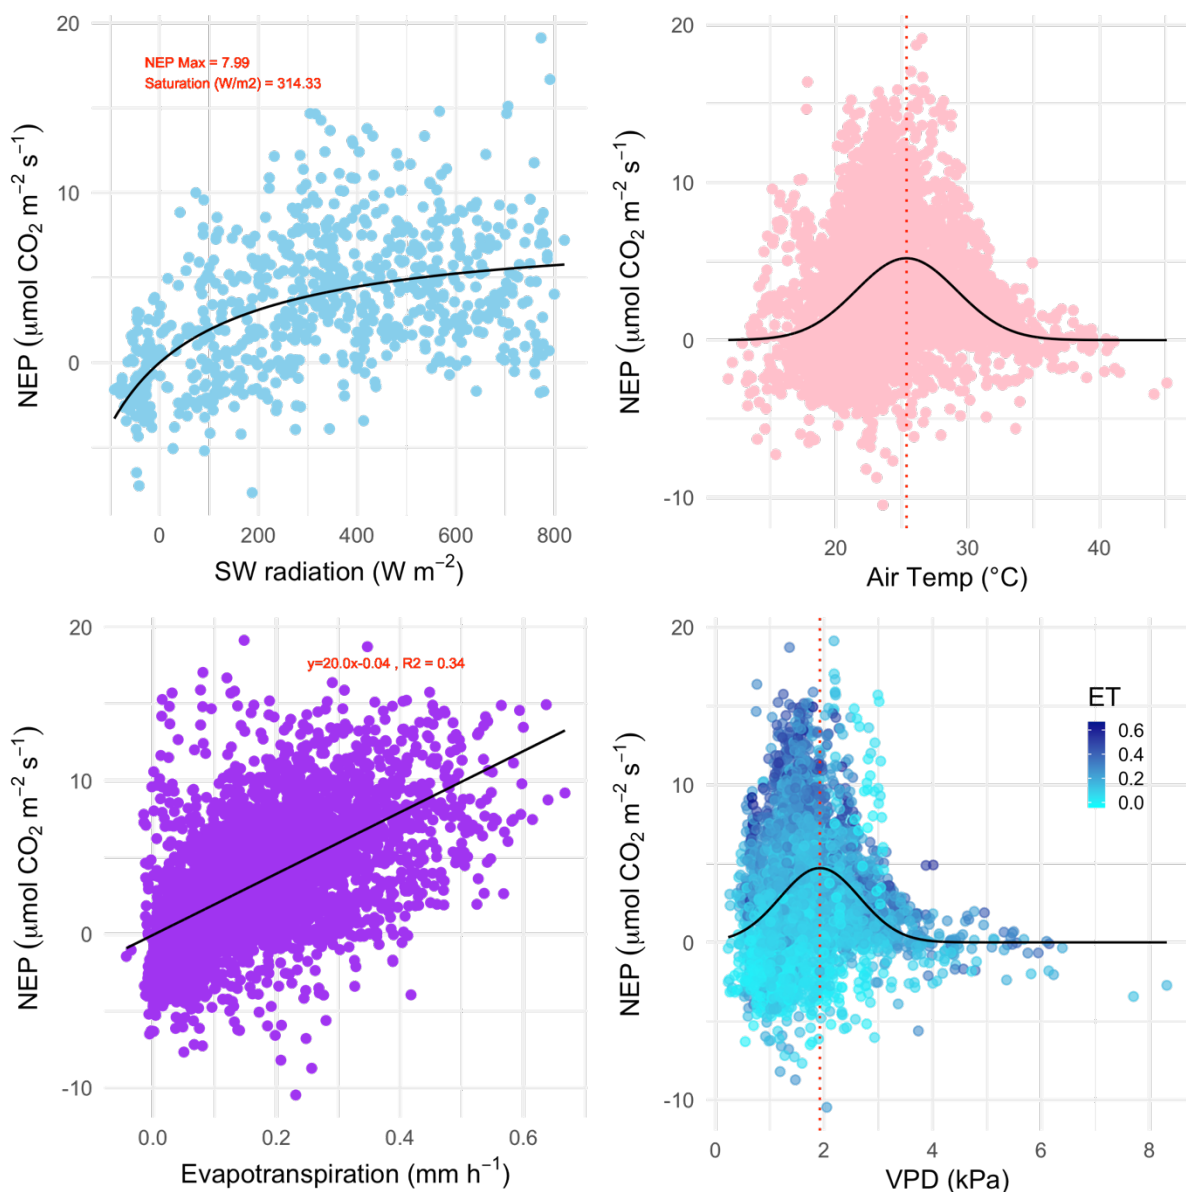 20
10
0
NEP (μmol CO₂ m⁻² s⁻¹)
NEP Max = 7.99
Saturation (W/m2) = 314.33
0 200 400 600 800
SW radiation (W m⁻²)
20
10
0
-10
NEP (μmol CO₂ m⁻² s⁻¹)
20 30 40
Air Temp (°C)
20
10
0
-10
NEP (μmol CO₂ m⁻² s⁻¹)
y=20.0x-0.04 , R2 = 0.34
0.0 0.2 0.4 0.6
Evapotranspiration (mm h⁻¹)
20
10
0
-10
NEP (μmol CO₂ m⁻² s⁻¹)
ET
0.6
0.4
0.2
0.0
0 2 4 6 8
VPD (kPa)